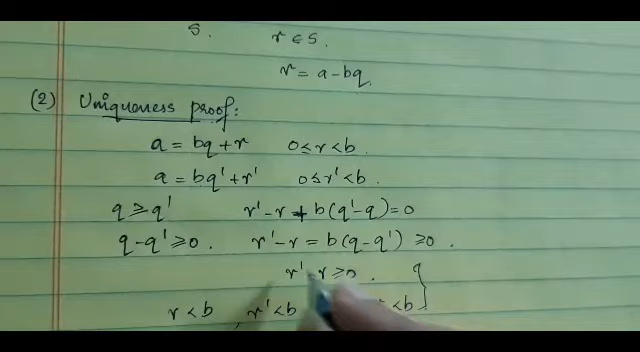 S. r ∈ S.
r = a - bq.
(2) Uniqueness proof:
a = bq + r 0 ≤ r < b.
a = bq' + r' 0 ≤ r' < b.
q ≥ q' r' - r + b(q' - q) = 0
q - q' ≥ 0. r' - r = b(q - q') ≥ 0.
r' - r ≥ 0.
r < b, r' < b < b